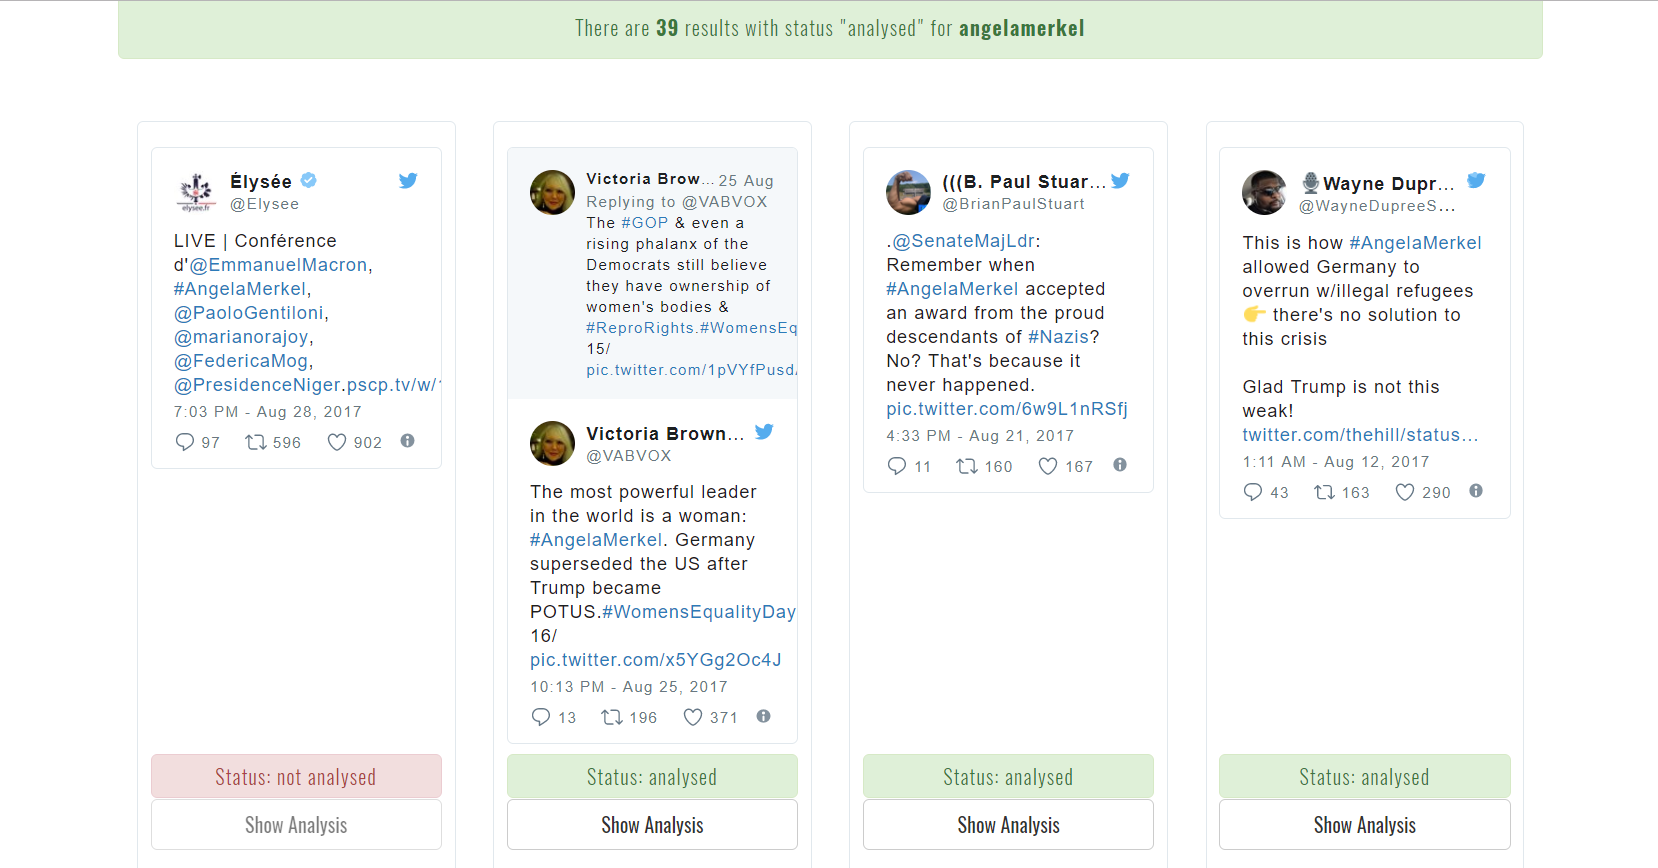 There are 39 results with status "analysed" for angelamerkel
elysee.fr
Élysée
@Elysee
LIVE | Conférence
d'@EmmanuelMacron,
#AngelaMerkel,
@PaoloGentiloni,
@marianorajoy,
@FedericaMog,
@PresidenceNiger.pscp.tv/w/
7:03 PM - Aug 28, 2017
97 596 902
Status: not analysed
Show Analysis
Victoria Brow... 25 Aug
Replying to @VABVOX
The #GOP & even a
rising phalanx of the
Democrats still believe
they have ownership of
women's bodies &
#ReproRights.#WomensEq
15/
pic.twitter.com/1pVYfPusd
Victoria Brown...
@VABVOX
The most powerful leader
in the world is a woman:
#AngelaMerkel. Germany
superseded the US after
Trump became
POTUS.#WomensEqualityDay
16/
pic.twitter.com/x5YGg2Oc4J
10:13 PM - Aug 25, 2017
13 196 371
Status: analysed
Show Analysis
(((B. Paul Stuar...
@BrianPaulStuart
.@SenateMajLdr:
Remember when
#AngelaMerkel accepted
an award from the proud
descendants of #Nazis?
No? That's because it
never happened.
pic.twitter.com/6w9L1nRSfj
4:33 PM - Aug 21, 2017
11 160 167
Status: analysed
Show Analysis
Wayne Dupr...
@WayneDupreeS...
This is how #AngelaMerkel
allowed Germany to
overrun w/illegal refugees
👉 there's no solution to
this crisis
Glad Trump is not this
weak!
twitter.com/thehill/status...
1:11 AM - Aug 12, 2017
43 163 290
Status: analysed
Show Analysis